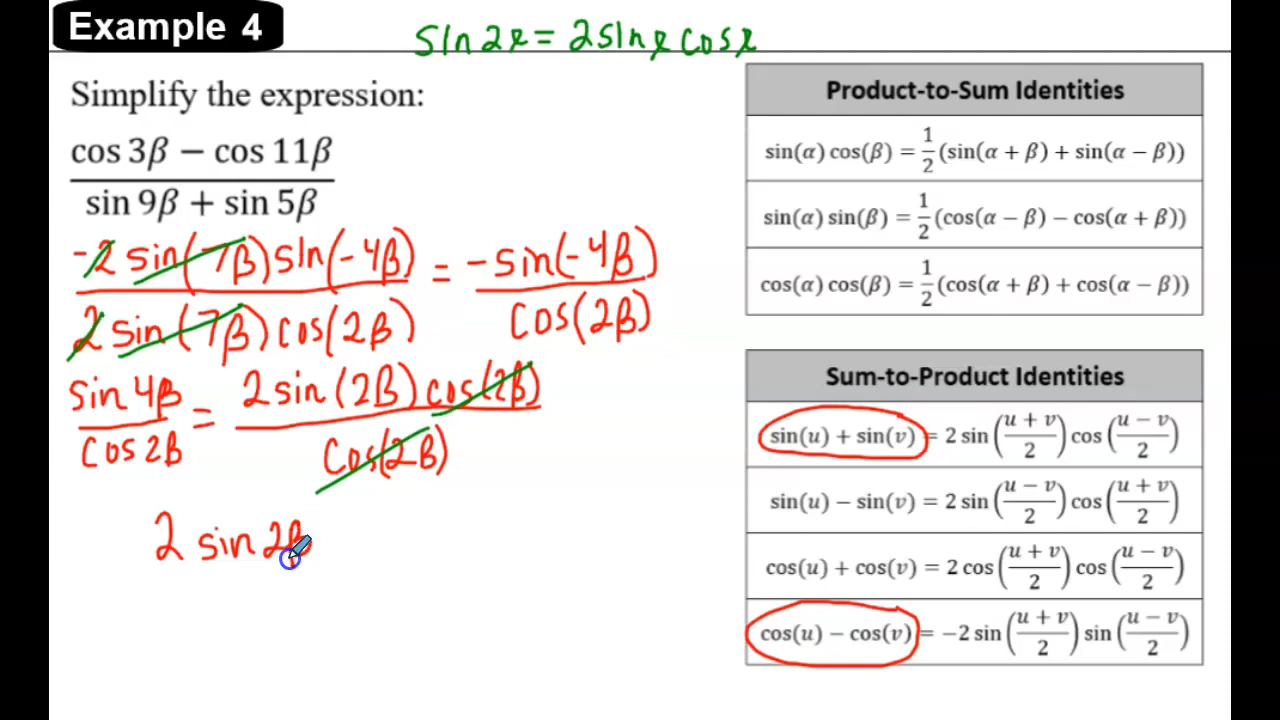 Example 4
sin 2x = 2 sin x cos x
Simplify the expression:
cos 3β − cos 11β
sin 9β + sin 5β
-2 sin(7β) sin(-4β) = -sin(-4β)
2 sin(7β) cos(2β) cos(2β)
sin 4β = 2 sin (2β) cos(2β)
cos 2β cos(2β)
2 sin 2β
Product-to-Sum Identities
sin(α) cos(β) = 1/2 (sin(α + β) + sin(α − β))
sin(α) sin(β) = 1/2 (cos(α − β) − cos(α + β))
cos(α) cos(β) = 1/2 (cos(α + β) + cos(α − β))
Sum-to-Product Identities
sin(u) + sin(v) = 2 sin ((u + v)/2) cos ((u − v)/2)
sin(u) − sin(v) = 2 sin ((u − v)/2) cos ((u + v)/2)
cos(u) + cos(v) = 2 cos ((u + v)/2) cos ((u − v)/2)
cos(u) − cos(v) = −2 sin ((u + v)/2) sin ((u − v)/2)